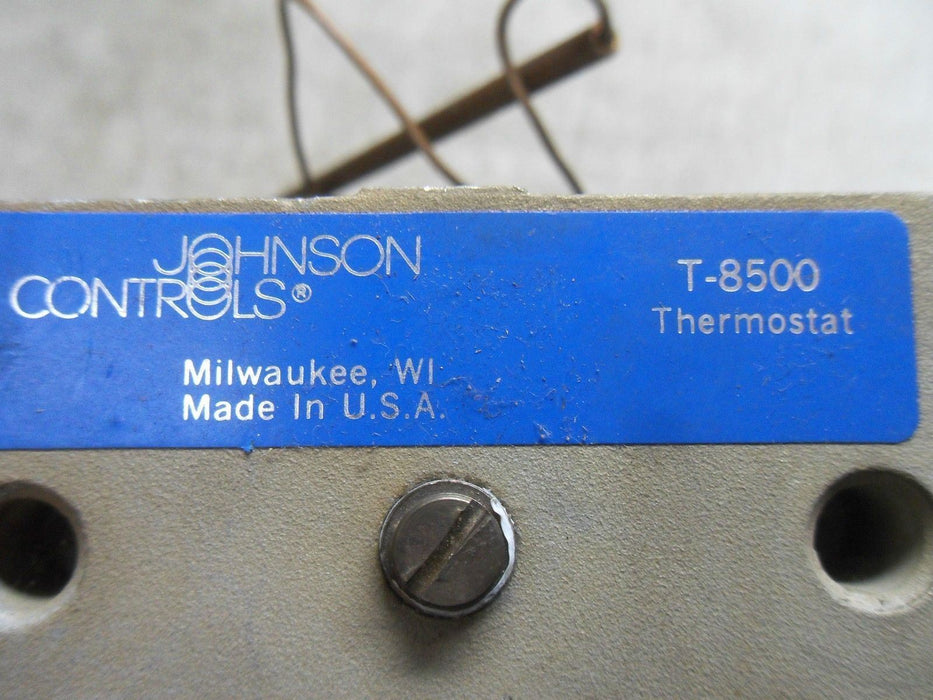 JOHNSON
CONTROLS®
Milwaukee, WI
Made In U.S.A.
T-8500
Thermostat